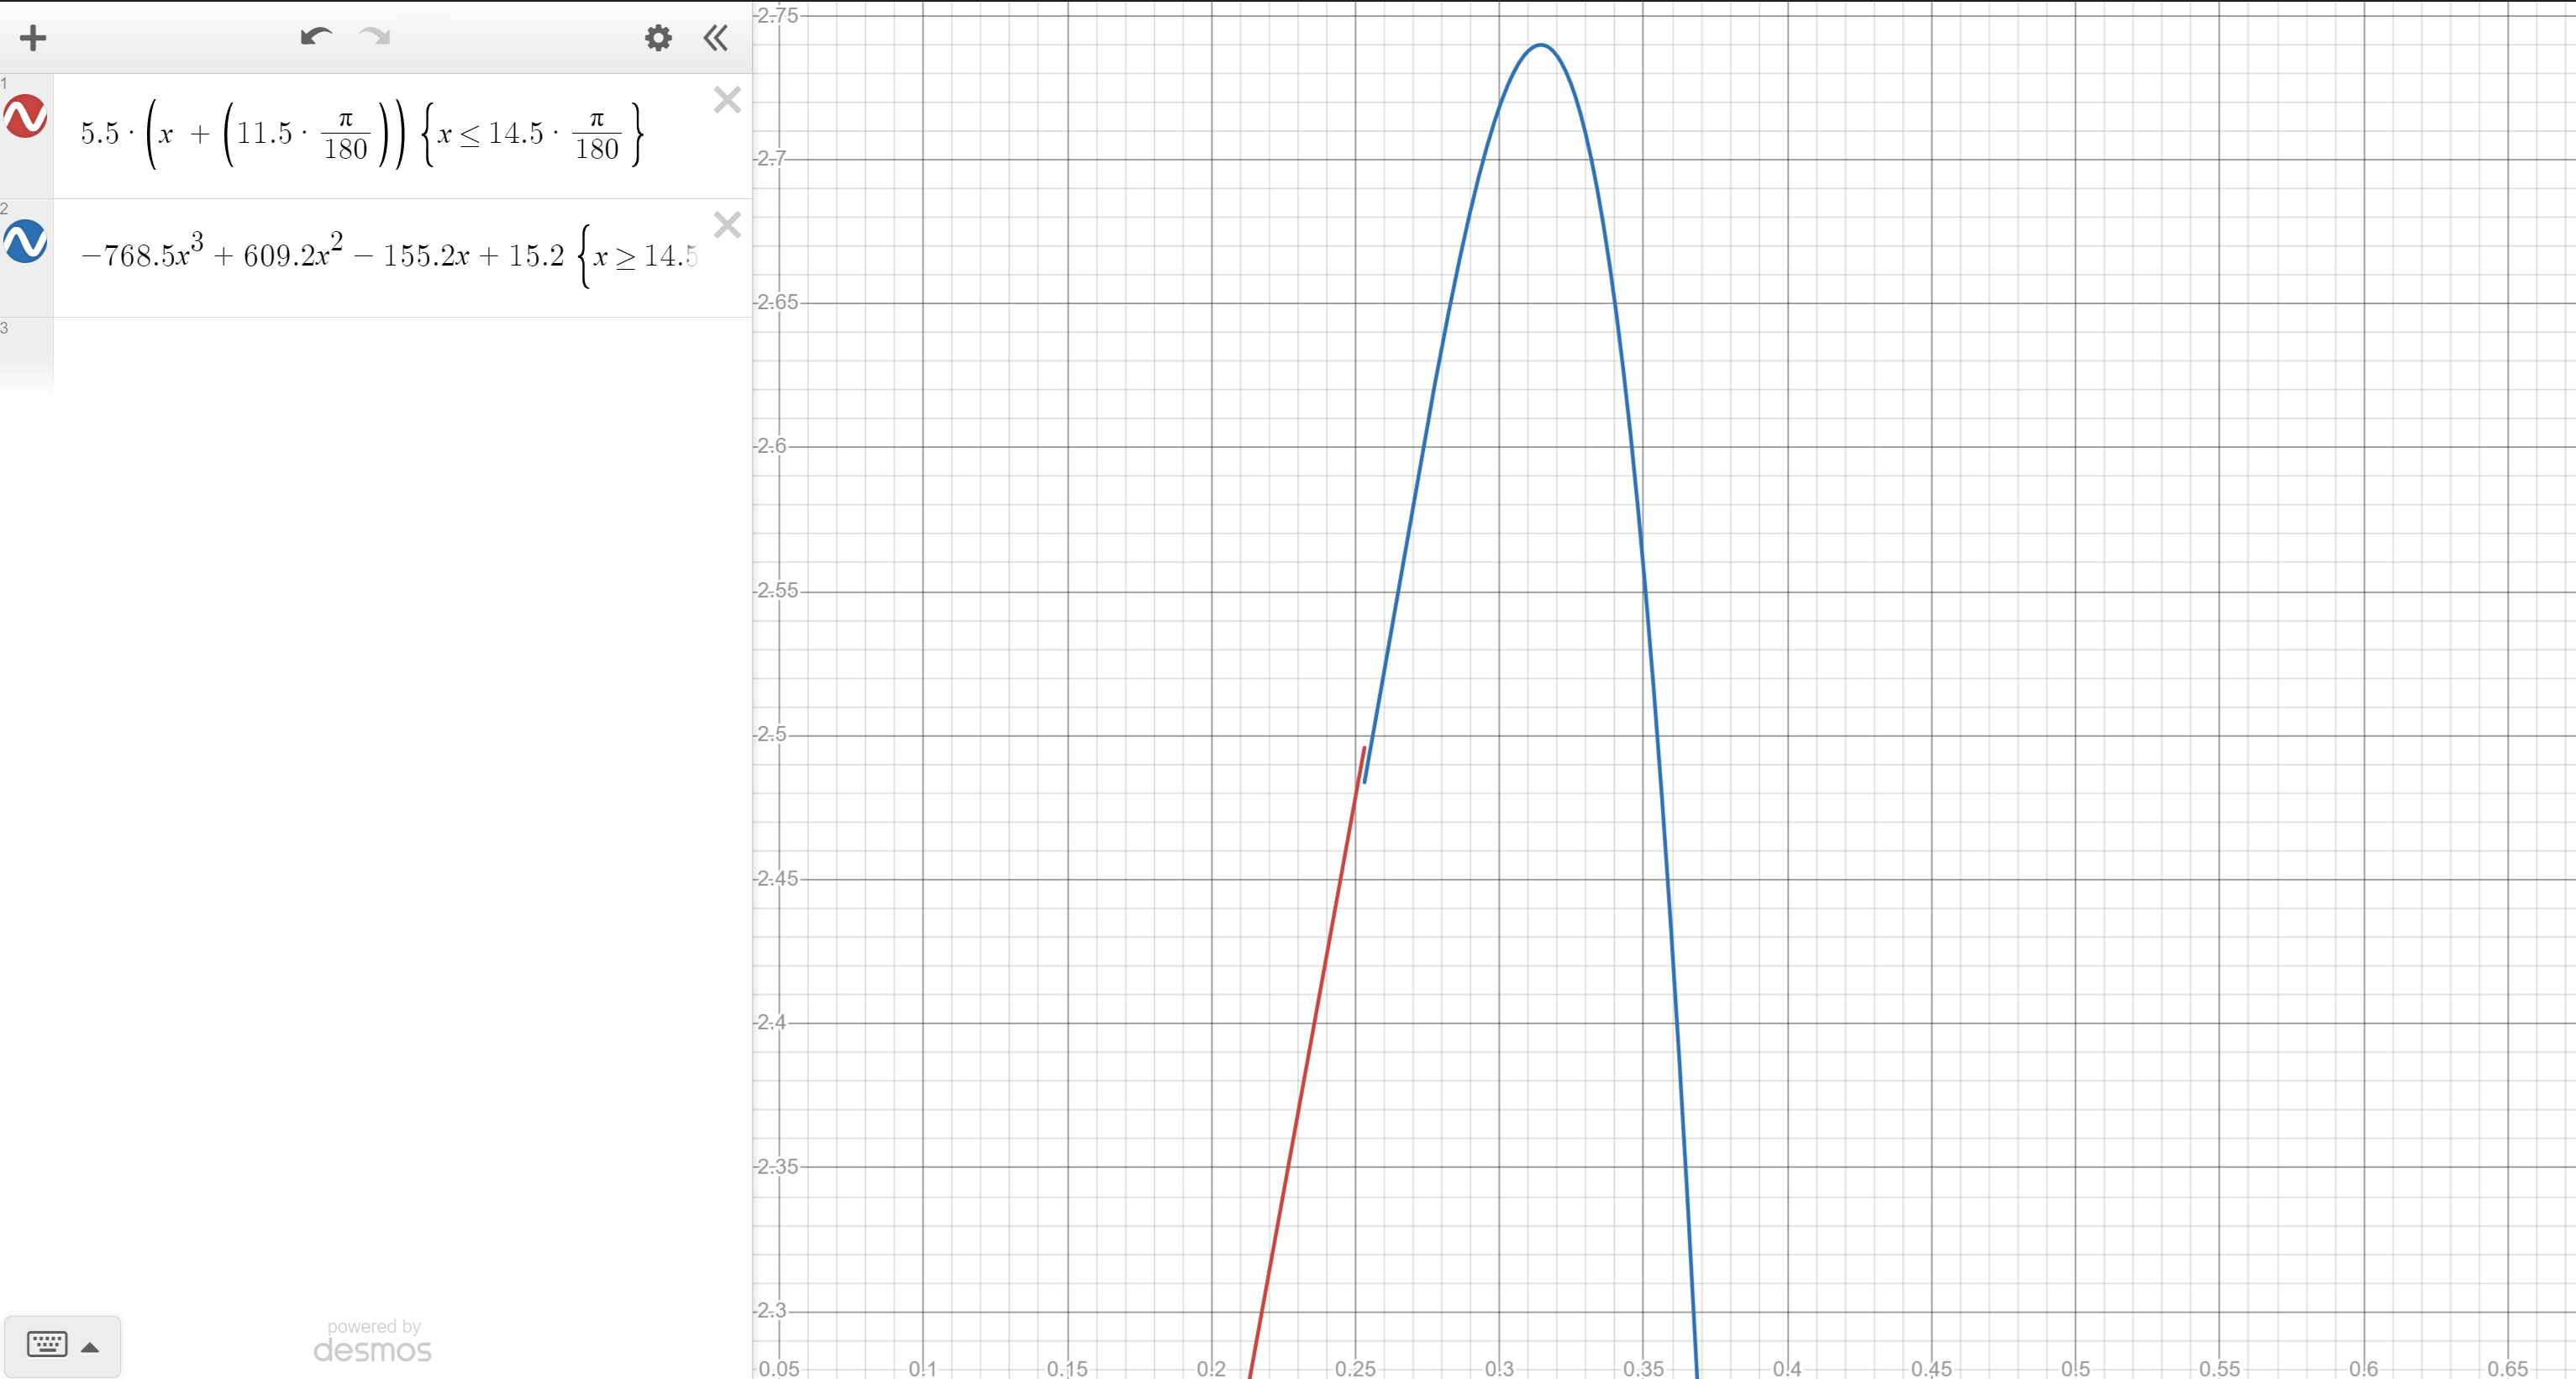 1
5.5 · (x + (11.5 · π/180)) {x ≤ 14.5 · π/180}
2
−768.5x³ + 609.2x² − 155.2x + 15.2 {x ≥ 14.5
3
powered by
desmos
2.75
2.7
2.65
2.6
2.55
2.5
2.45
2.4
2.35
2.3
0.05 0.1 0.15 0.2 0.25 0.3 0.35 0.4 0.45 0.5 0.55 0.6 0.65